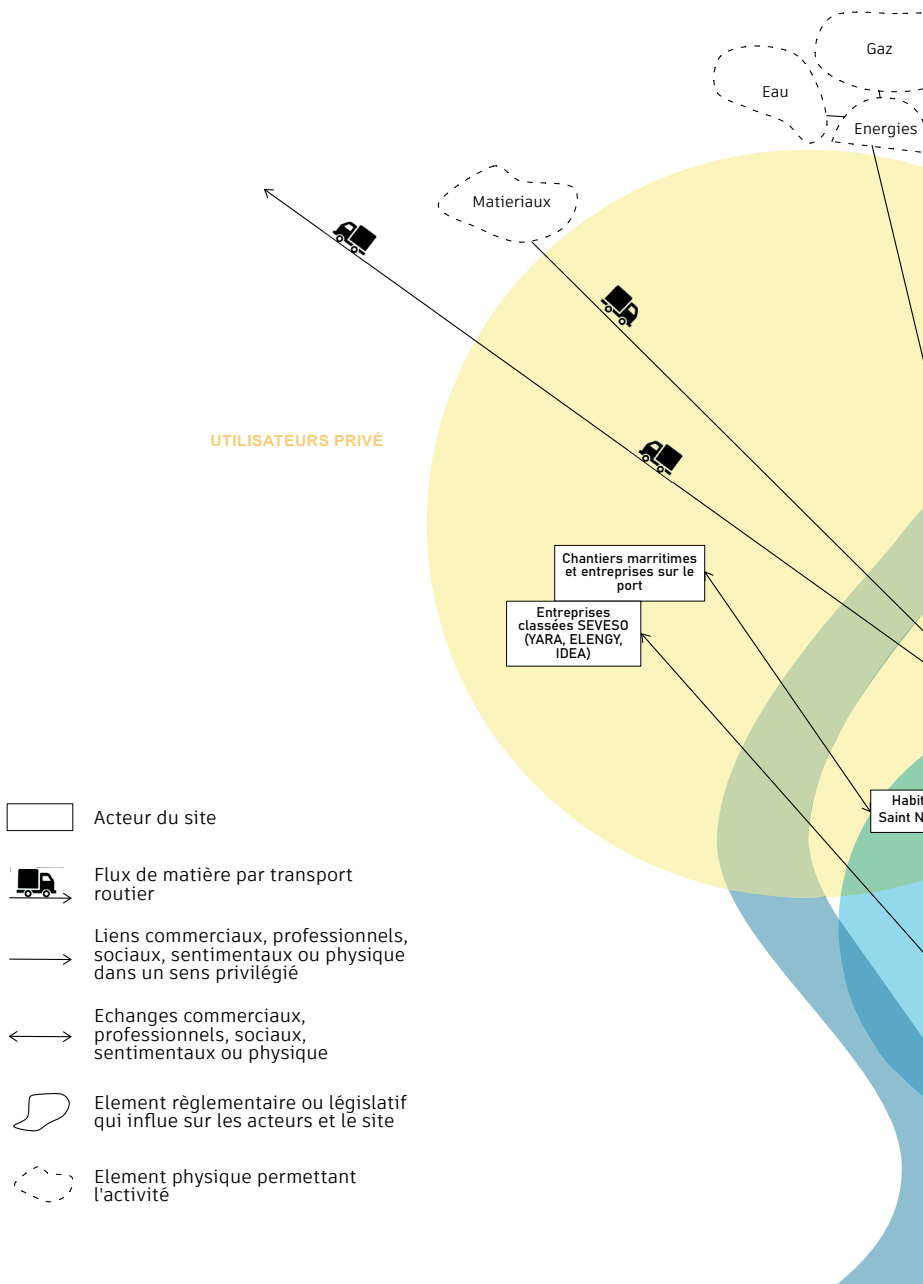 Gaz
Eau
Energies
Matieriaux
UTILISATEURS PRIVÉ
Chantiers marritimes
et entreprises sur le
port
Entreprises
classées SEVESO
(YARA, ELENGY,
IDEA)
Habit
Saint N
Acteur du site
Flux de matière par transport
routier
Liens commerciaux, professionnels,
sociaux, sentimentaux ou physique
dans un sens privilégié
Echanges commerciaux,
professionnels, sociaux,
sentimentaux ou physique
Element règlementaire ou législatif
qui influe sur les acteurs et le site
Element physique permettant
l'activité